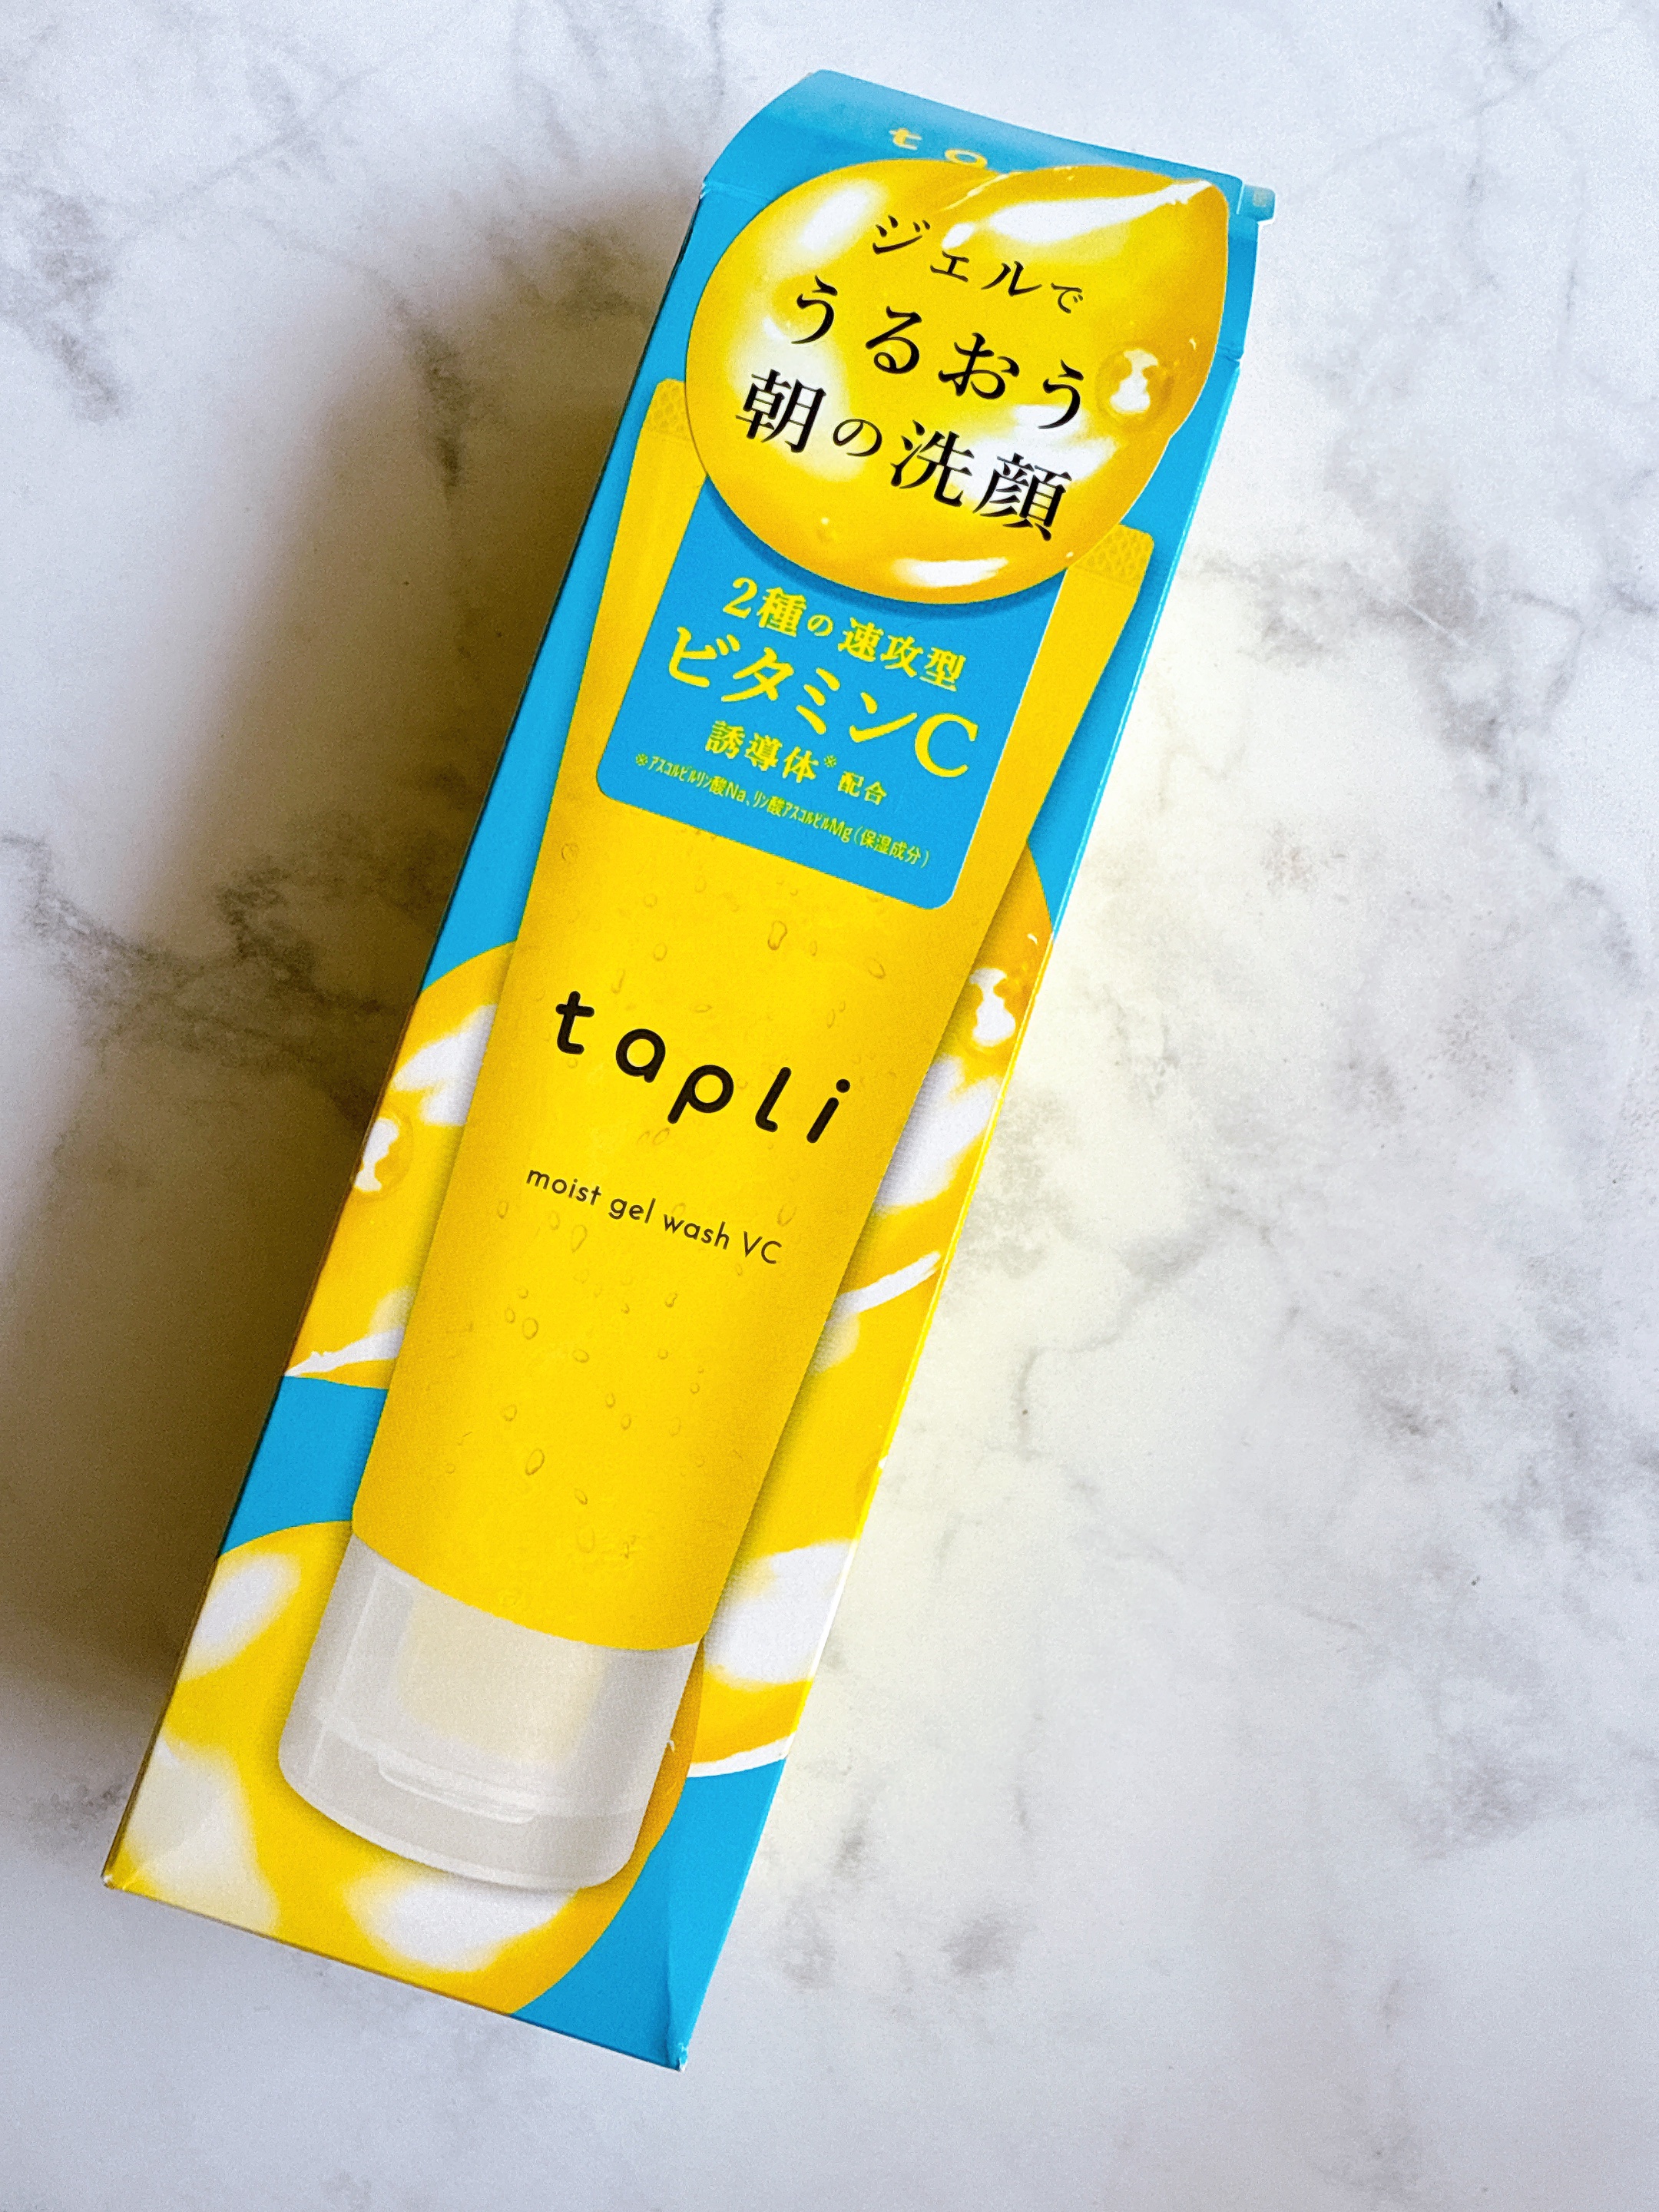 to
ジェルで
うるおう
朝の洗顔
2種の速攻型
ビタミンC
誘導体※配合
※アスコルビルリン酸Na、リン酸アスコルビルMg(保湿成分)
tapli
moist gel wash VC